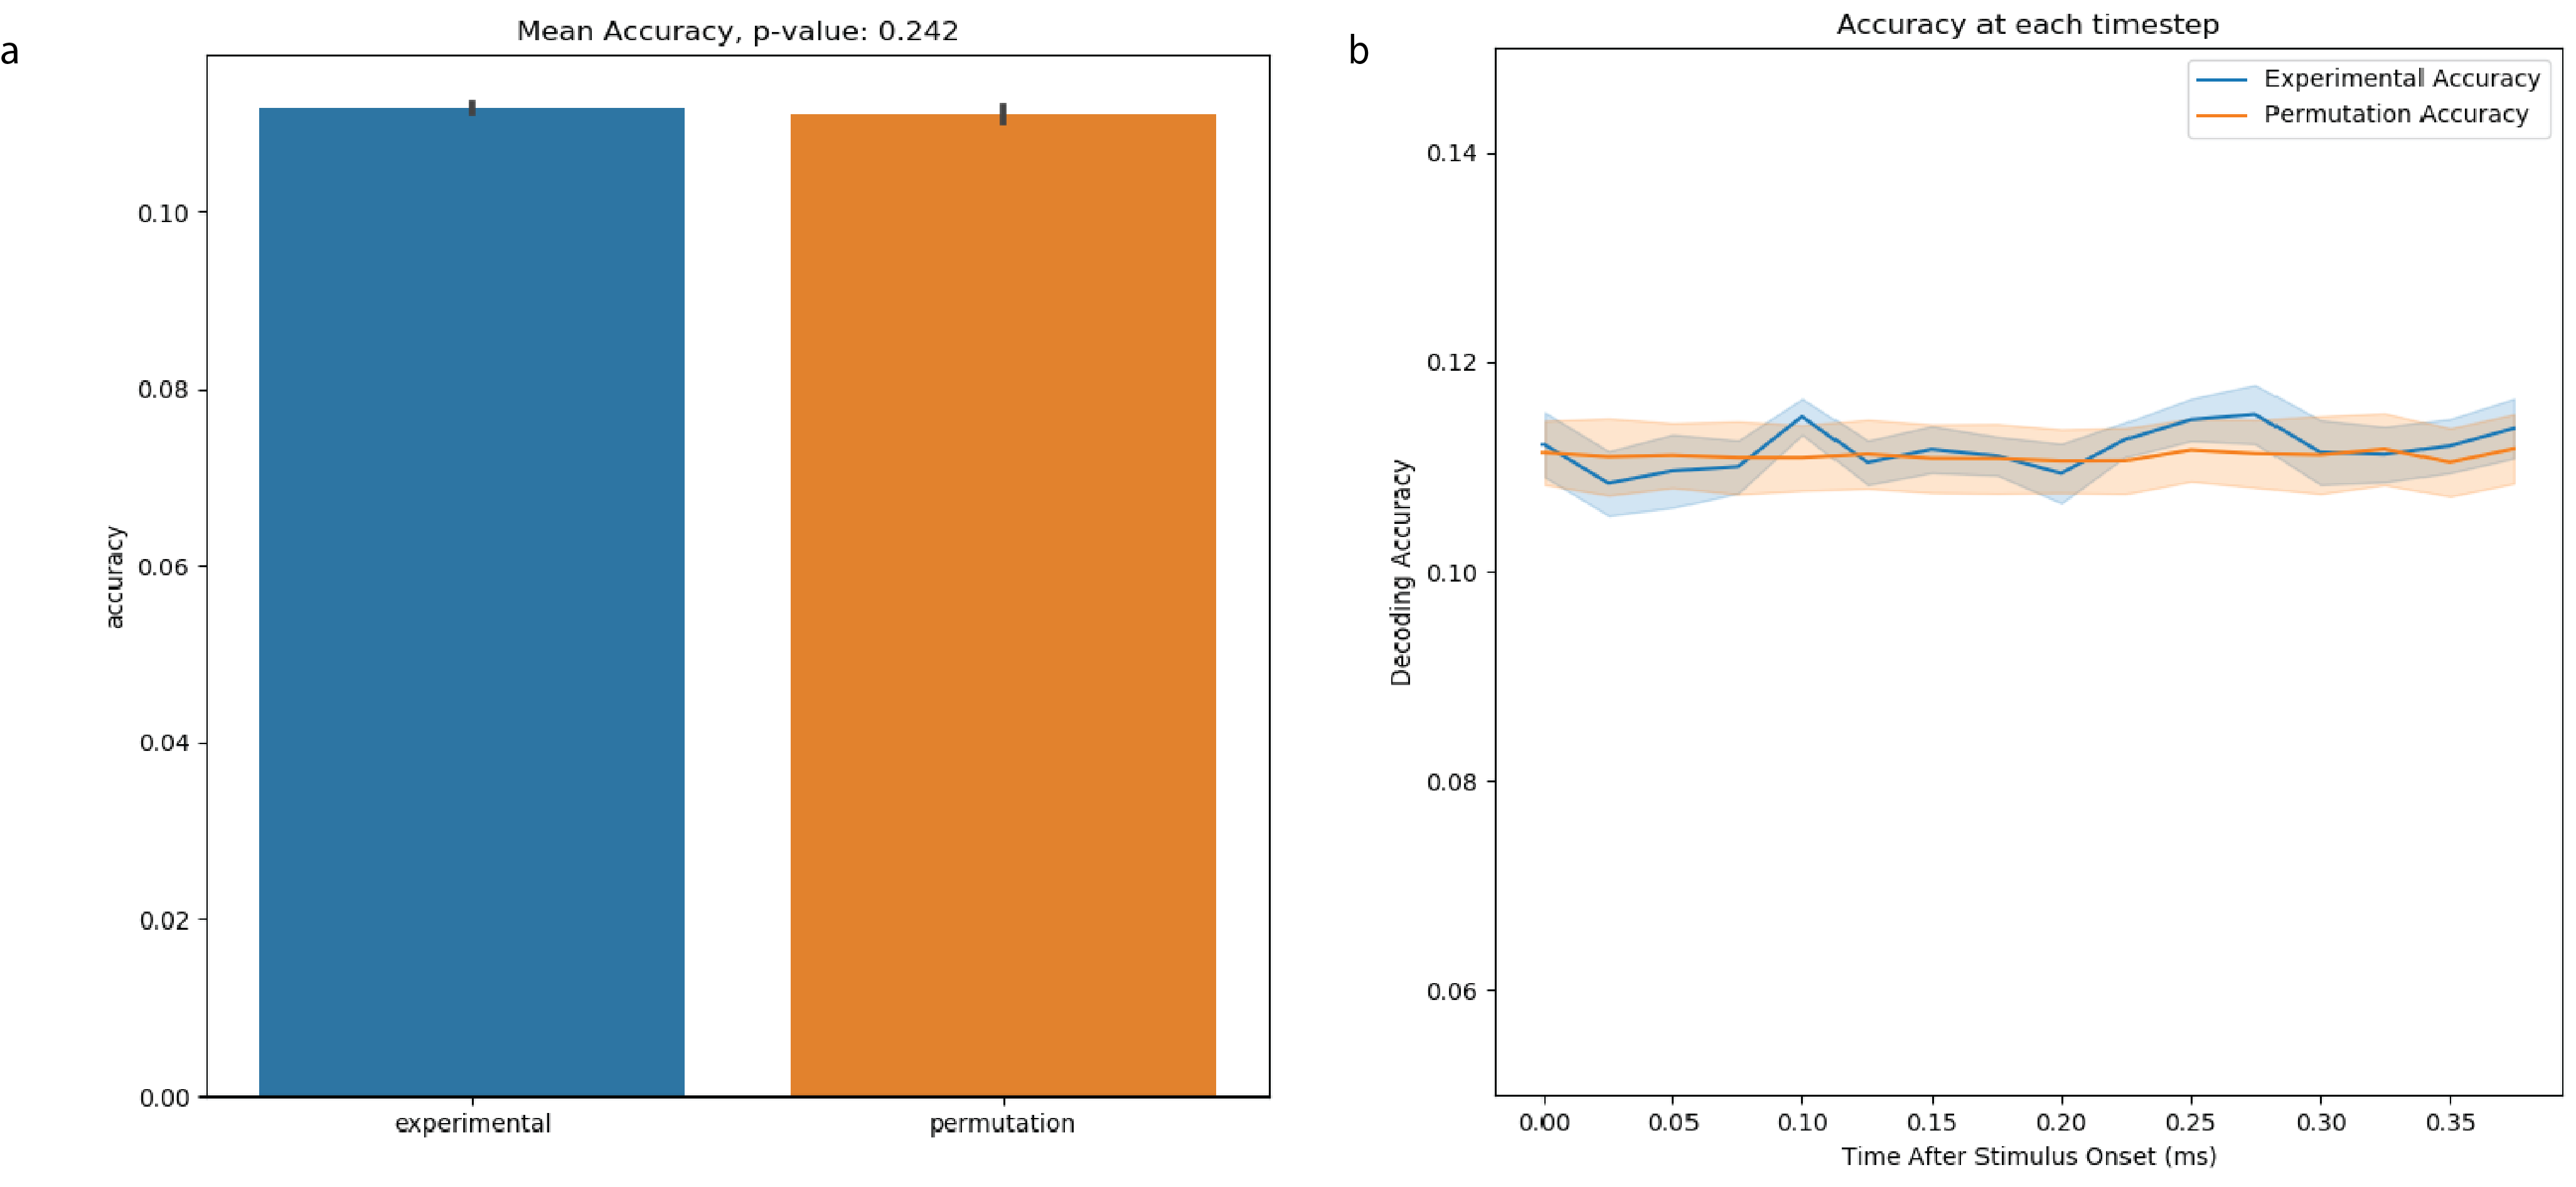 a
Mean Accuracy, p-value: 0.242
accuracy
0.10
0.08
0.06
0.04
0.02
0.00
experimental
permutation
b
Accuracy at each timestep
Experimental Accuracy
Permutation Accuracy
Decoding Accuracy
0.14
0.12
0.10
0.08
0.06
0.00 0.05 0.10 0.15 0.20 0.25 0.30 0.35
Time After Stimulus Onset (ms)